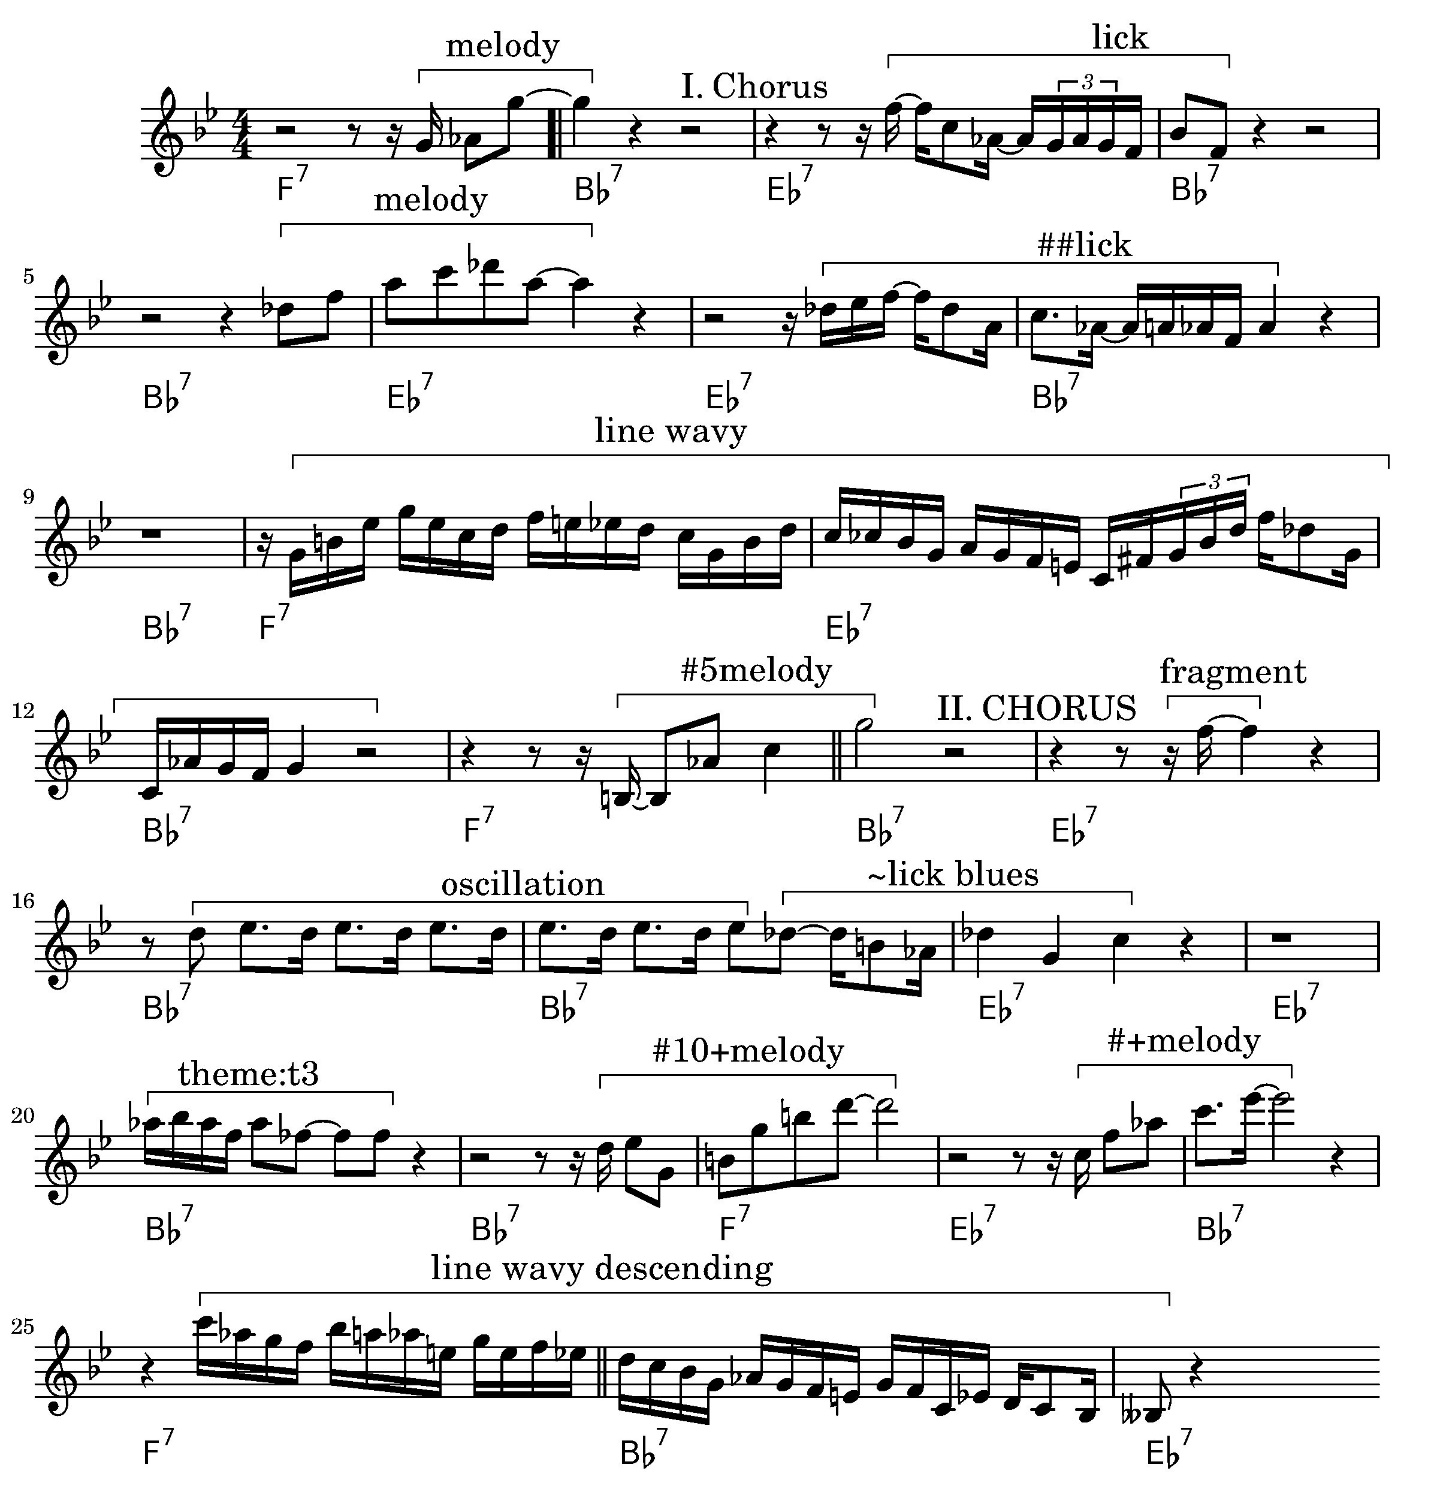 melody
I. Chorus
lick
4
4
3
F7 B♭7 E♭7 B♭7
melody
##lick
5
B♭7 E♭7 E♭7 B♭7
line wavy
9
3
B♭7 F7 E♭7
#5melody
II. CHORUS
fragment
12
B♭7 F7 B♭7 E♭7
oscillation
~lick blues
16
B♭7 B♭7 E♭7 E♭7
theme:t3
#10+melody
#+melody
20
B♭7 B♭7 F7 E♭7 B♭7
line wavy descending
25
F7 B♭7 E♭7